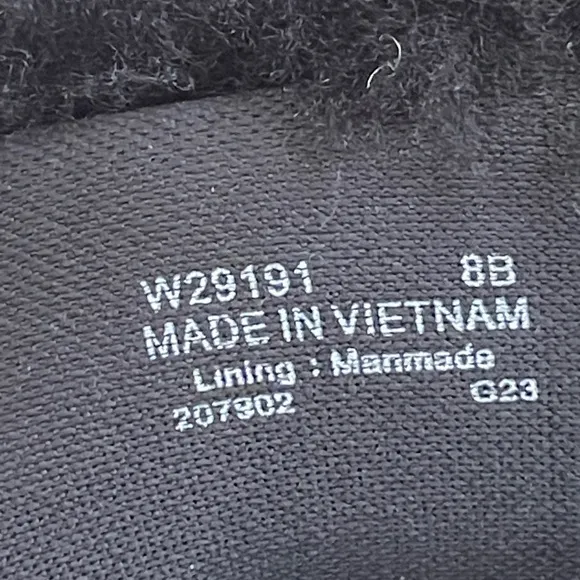 W29191 8B
MADE IN VIETNAM
Lining : Manmade
207902 G23